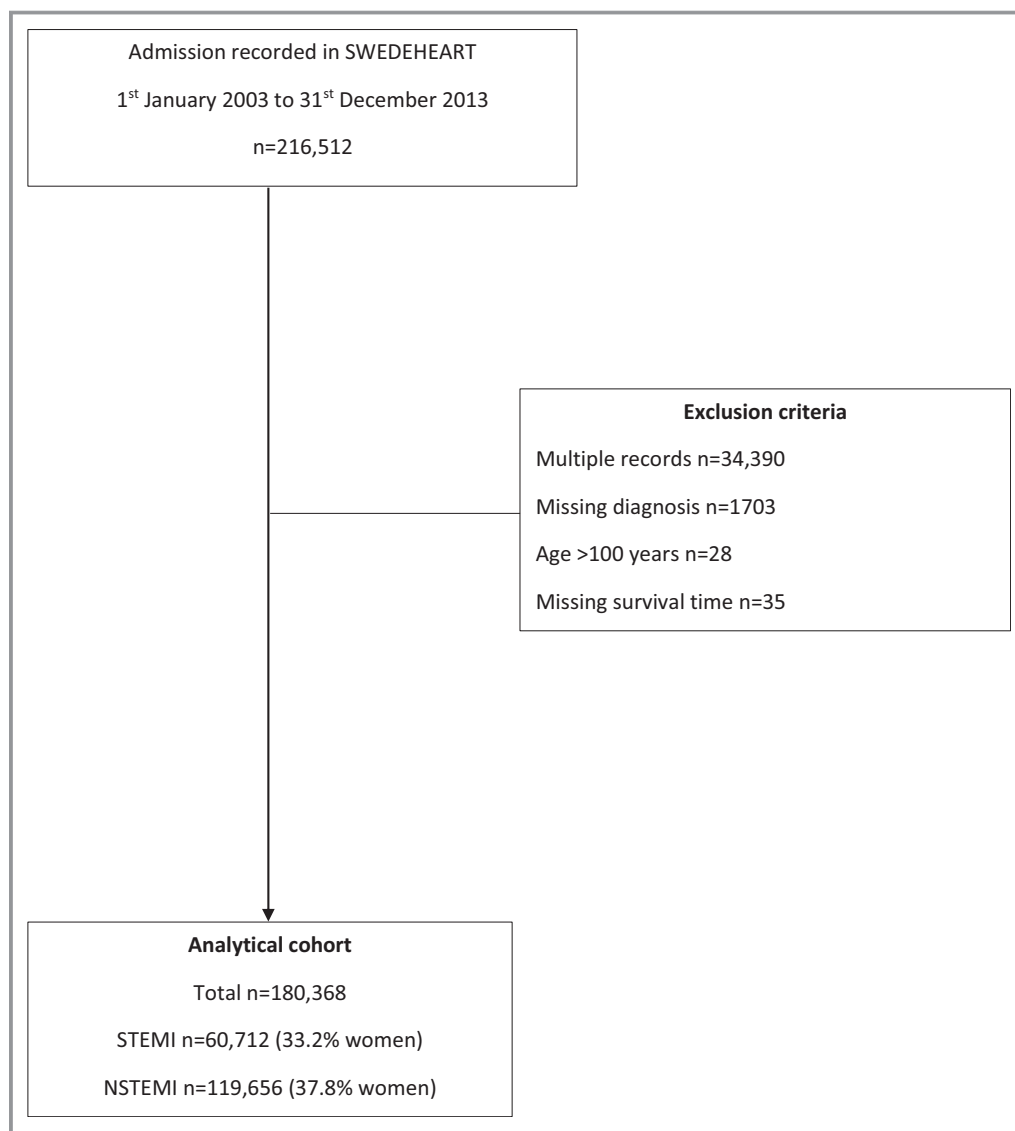 Admission recorded in SWEDEHEART
1st January 2003 to 31st December 2013
n=216,512
Exclusion criteria
Multiple records n=34,390
Missing diagnosis n=1703
Age >100 years n=28
Missing survival time n=35
Analytical cohort
Total n=180,368
STEMI n=60,712 (33.2% women)
NSTEMI n=119,656 (37.8% women)